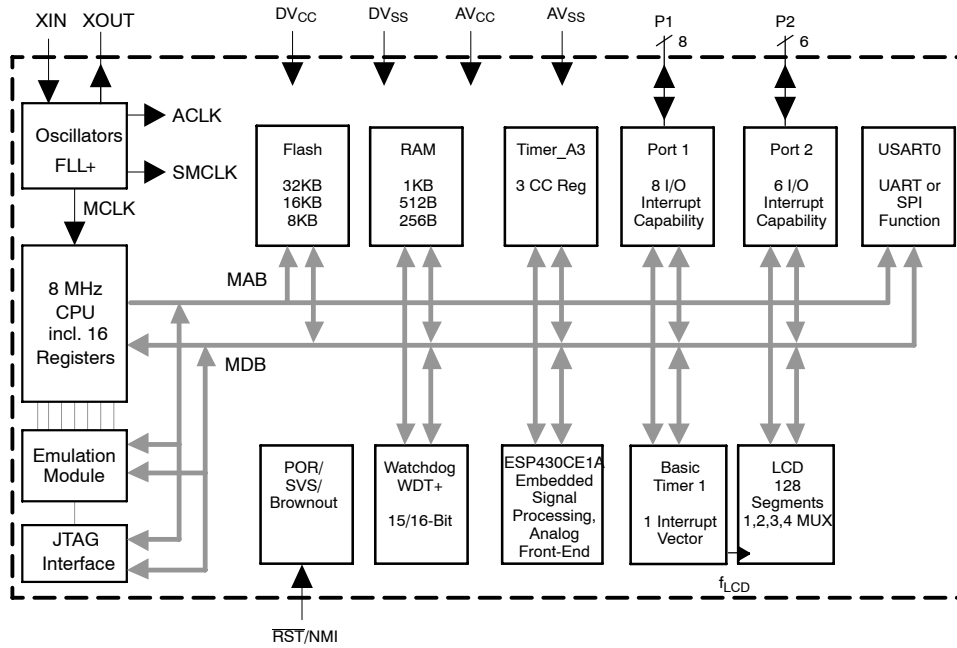 XIN XOUT DVCC DVSS AVCC AVSS P1 P2
8 6
Oscillators
FLL+
ACLK
SMCLK
MCLK
Flash
32KB
16KB
8KB
RAM
1KB
512B
256B
Timer_A3
3 CC Reg
Port 1
8 I/O
Interrupt
Capability
Port 2
6 I/O
Interrupt
Capability
USART0
UART or
SPI
Function
8 MHz
CPU
incl. 16
Registers
MAB
MDB
Emulation
Module
JTAG
Interface
POR/
SVS/
Brownout
Watchdog
WDT+
15/16-Bit
ESP430CE1A
Embedded
Signal
Processing,
Analog
Front-End
Basic
Timer 1
1 Interrupt
Vector
LCD
128
Segments
1,2,3,4 MUX
fLCD
RST/NMI